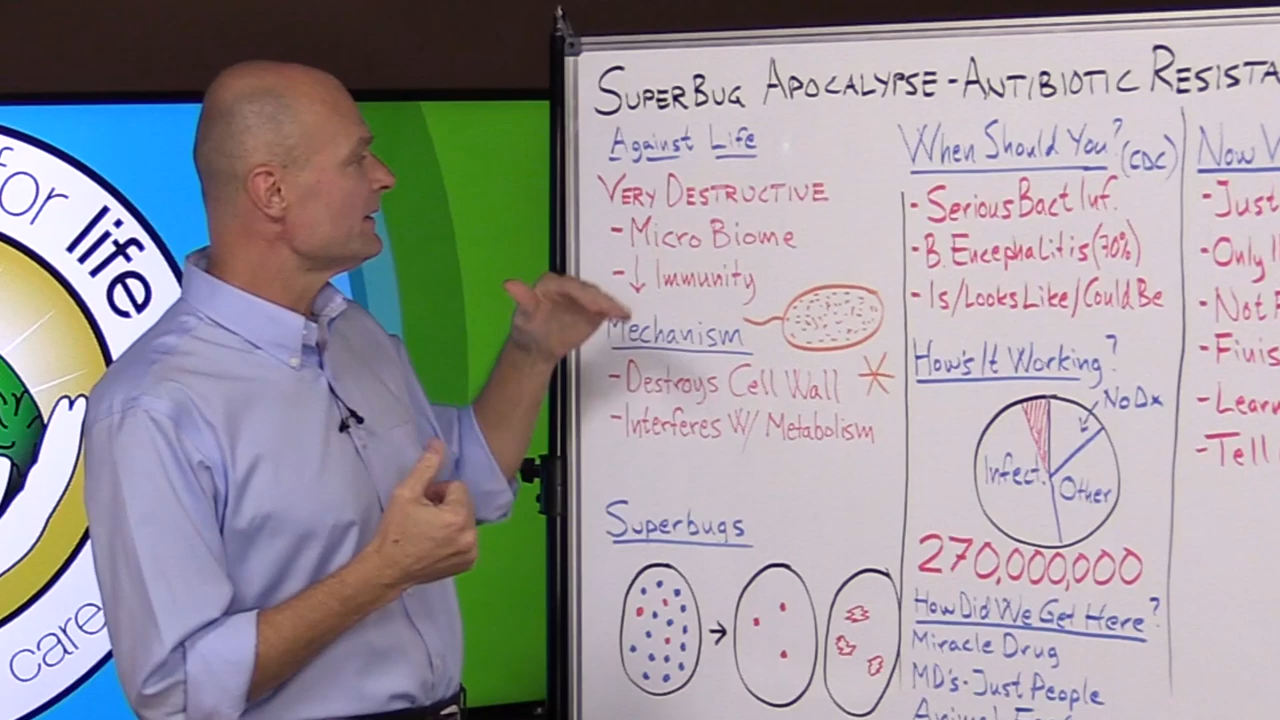 for life
care
SUPERBUG APOCALYPSE - ANTIBIOTIC RESISTA
Against Life
VERY DESTRUCTIVE
- MICRO BIOME
- ↓ Immunity
Mechanism
- Destroys Cell Wall
- Interferes W/ Metabolism
Superbugs
When Should You? (CDC)
- Serious Bact Inf.
- B. Encephalitis (70%)
- Is/Looks Like/Could Be
How's It Working?
No Dx
Infect.
Other
270,000,000
How Did We Get Here?
Miracle Drug
MD's - Just People
Animal
Now
- Just
- Only
- Not
- Finis
- Learn
- Tell